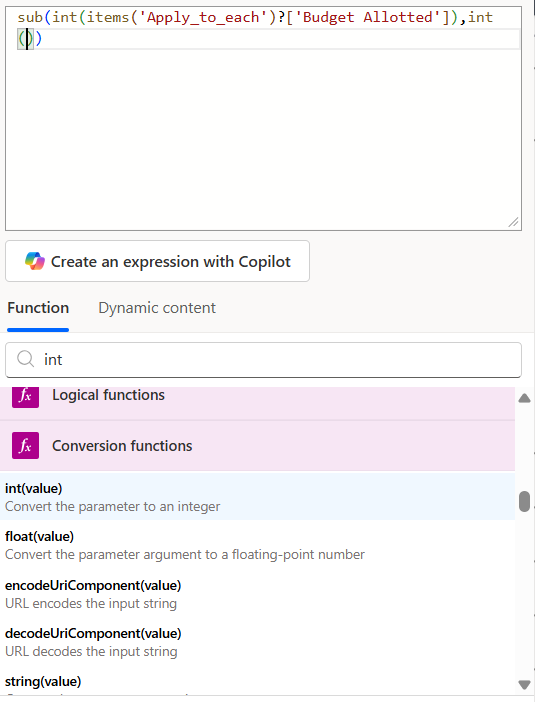 sub(int(items('Apply_to_each')?['Budget Allotted']),int
())
Create an expression with Copilot
Function
Dynamic content
int
fx Logical functions
fx Conversion functions
int(value)
Convert the parameter to an integer
float(value)
Convert the parameter argument to a floating-point number
encodeUriComponent(value)
URL encodes the input string
decodeUriComponent(value)
URL decodes the input string
string(value)